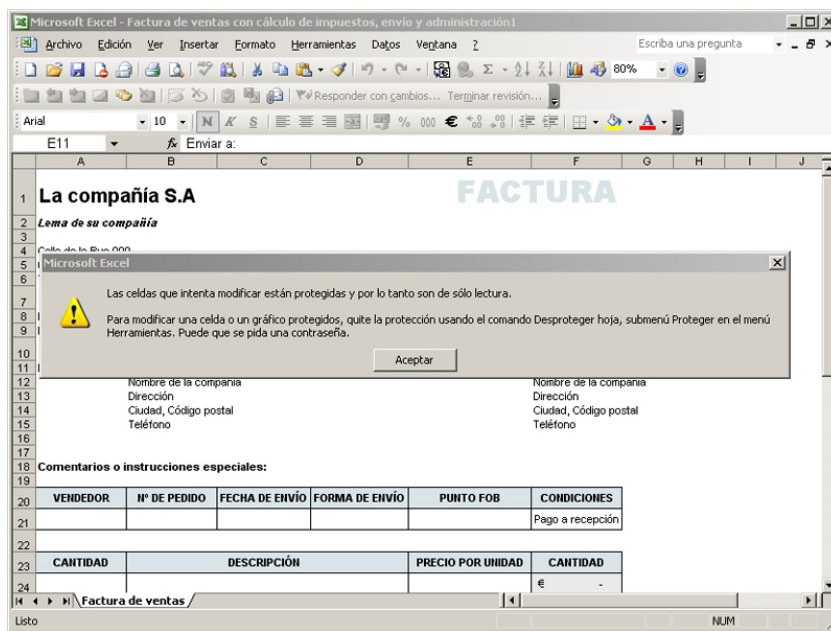 Microsoft Excel - Factura de ventas con cálculo de impuestos, envío y administración1
Archivo Edición Ver Insertar Formato Herramientas Datos Ventana ? Escriba una pregunta
Σ 80%
Responder con cambios... Terminar revisión...
Arial 10 N K S % 000 € A
E11 fx Enviar a:
A B C D E F G H I J
1 La compañía S.A FACTURA
2 Lema de su compañía
3
4
5
6
7
8
9
10
11
Microsoft Excel
Las celdas que intenta modificar están protegidas y por lo tanto son de sólo lectura.
Para modificar una celda o un gráfico protegidos, quite la protección usando el comando Desproteger hoja, submenú Proteger en el menú
Herramientas. Puede que se pida una contraseña.
Aceptar
12 Nombre de la compañía Nombre de la compañía
13 Dirección Dirección
14 Ciudad, Código postal Ciudad, Código postal
15 Teléfono Teléfono
16
17
18 Comentarios o instrucciones especiales:
19
20 VENDEDOR Nº DE PEDIDO FECHA DE ENVÍO FORMA DE ENVÍO PUNTO FOB CONDICIONES
21 Pago a recepción
22
23 CANTIDAD DESCRIPCIÓN PRECIO POR UNIDAD CANTIDAD
24 € -
Factura de ventas
Listo NUM